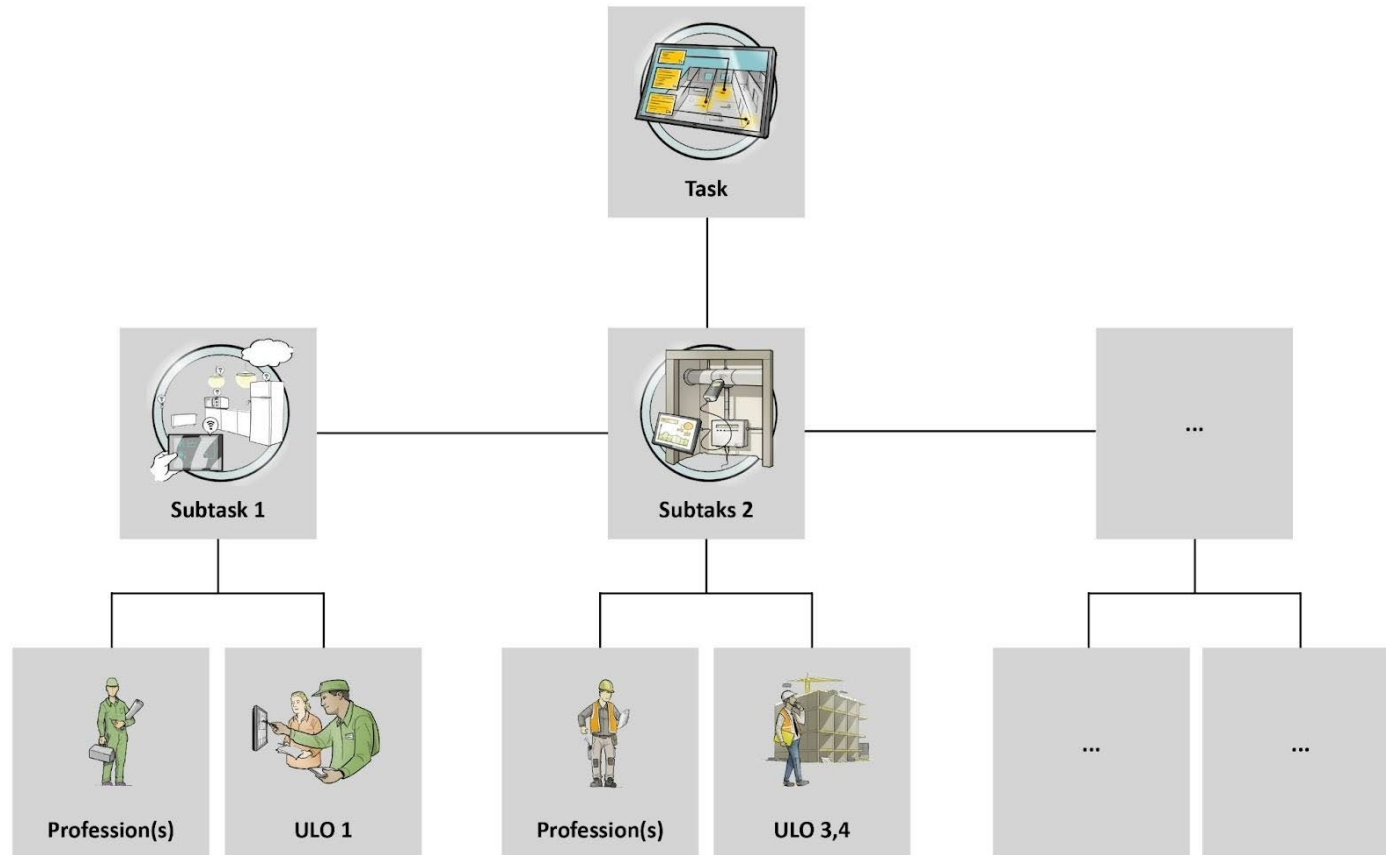 Task
Subtask 1
Subtaks 2
...
Profession(s)
ULO 1
Profession(s)
ULO 3,4
...
...